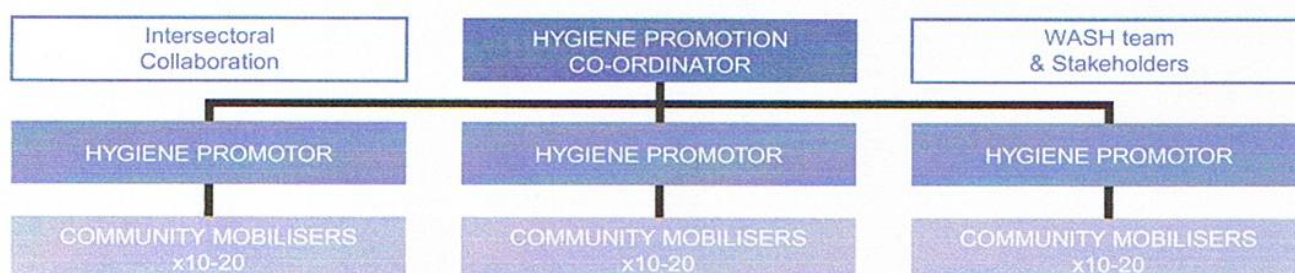 Intersectoral
Collaboration
HYGIENE PROMOTION
CO-ORDINATOR
WASH team
& Stakeholders
HYGIENE PROMOTOR
HYGIENE PROMOTOR
HYGIENE PROMOTOR
COMMUNITY MOBILISERS
x10-20
COMMUNITY MOBILISERS
x10-20
COMMUNITY MOBILISERS
x10-20